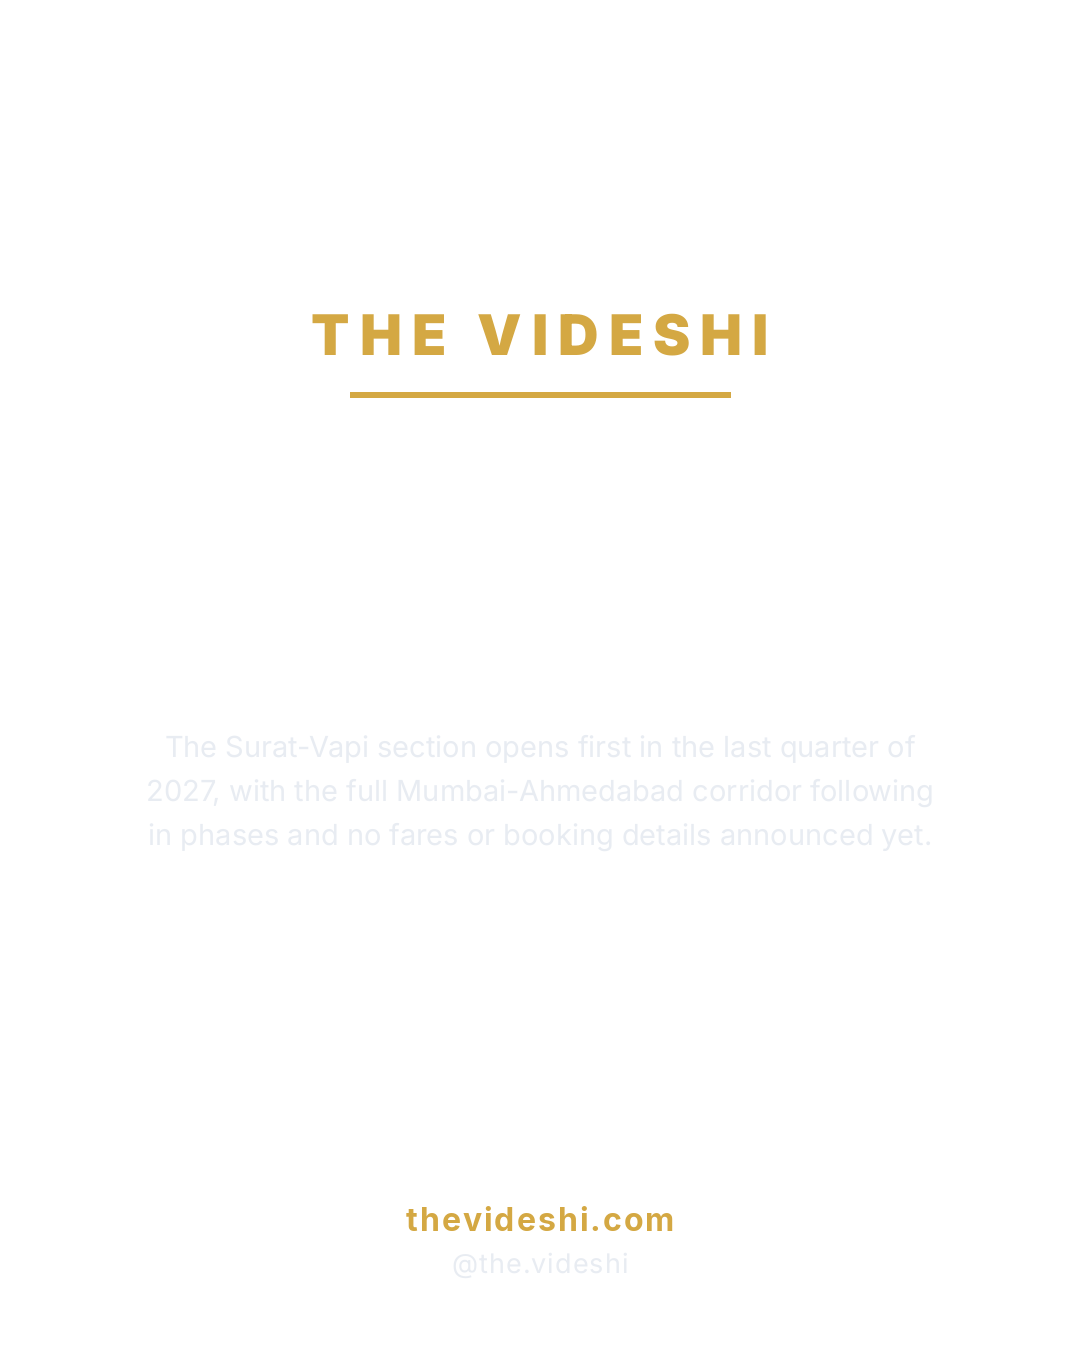 THE VIDESHI
The Surat-Vapi section opens first in the last quarter of
2027, with the full Mumbai-Ahmedabad corridor following
in phases and no fares or booking details announced yet.
thevideshi.com
@the.videshi